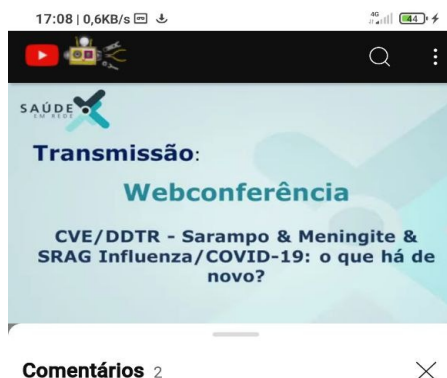 17:08 | 0,6KB/s
4G
44
SAÚDE
EM REDE
Transmissão:
Webconferência
CVE/DDTR - Sarampo & Meningite &
SRAG Influenza/COVID-19: o que há de
novo?
Comentários 2